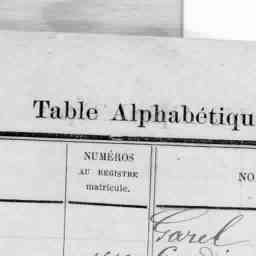 Table Alphabétiqu
NUMÉROS
AU REGISTRE
matricule.
NO
Garel